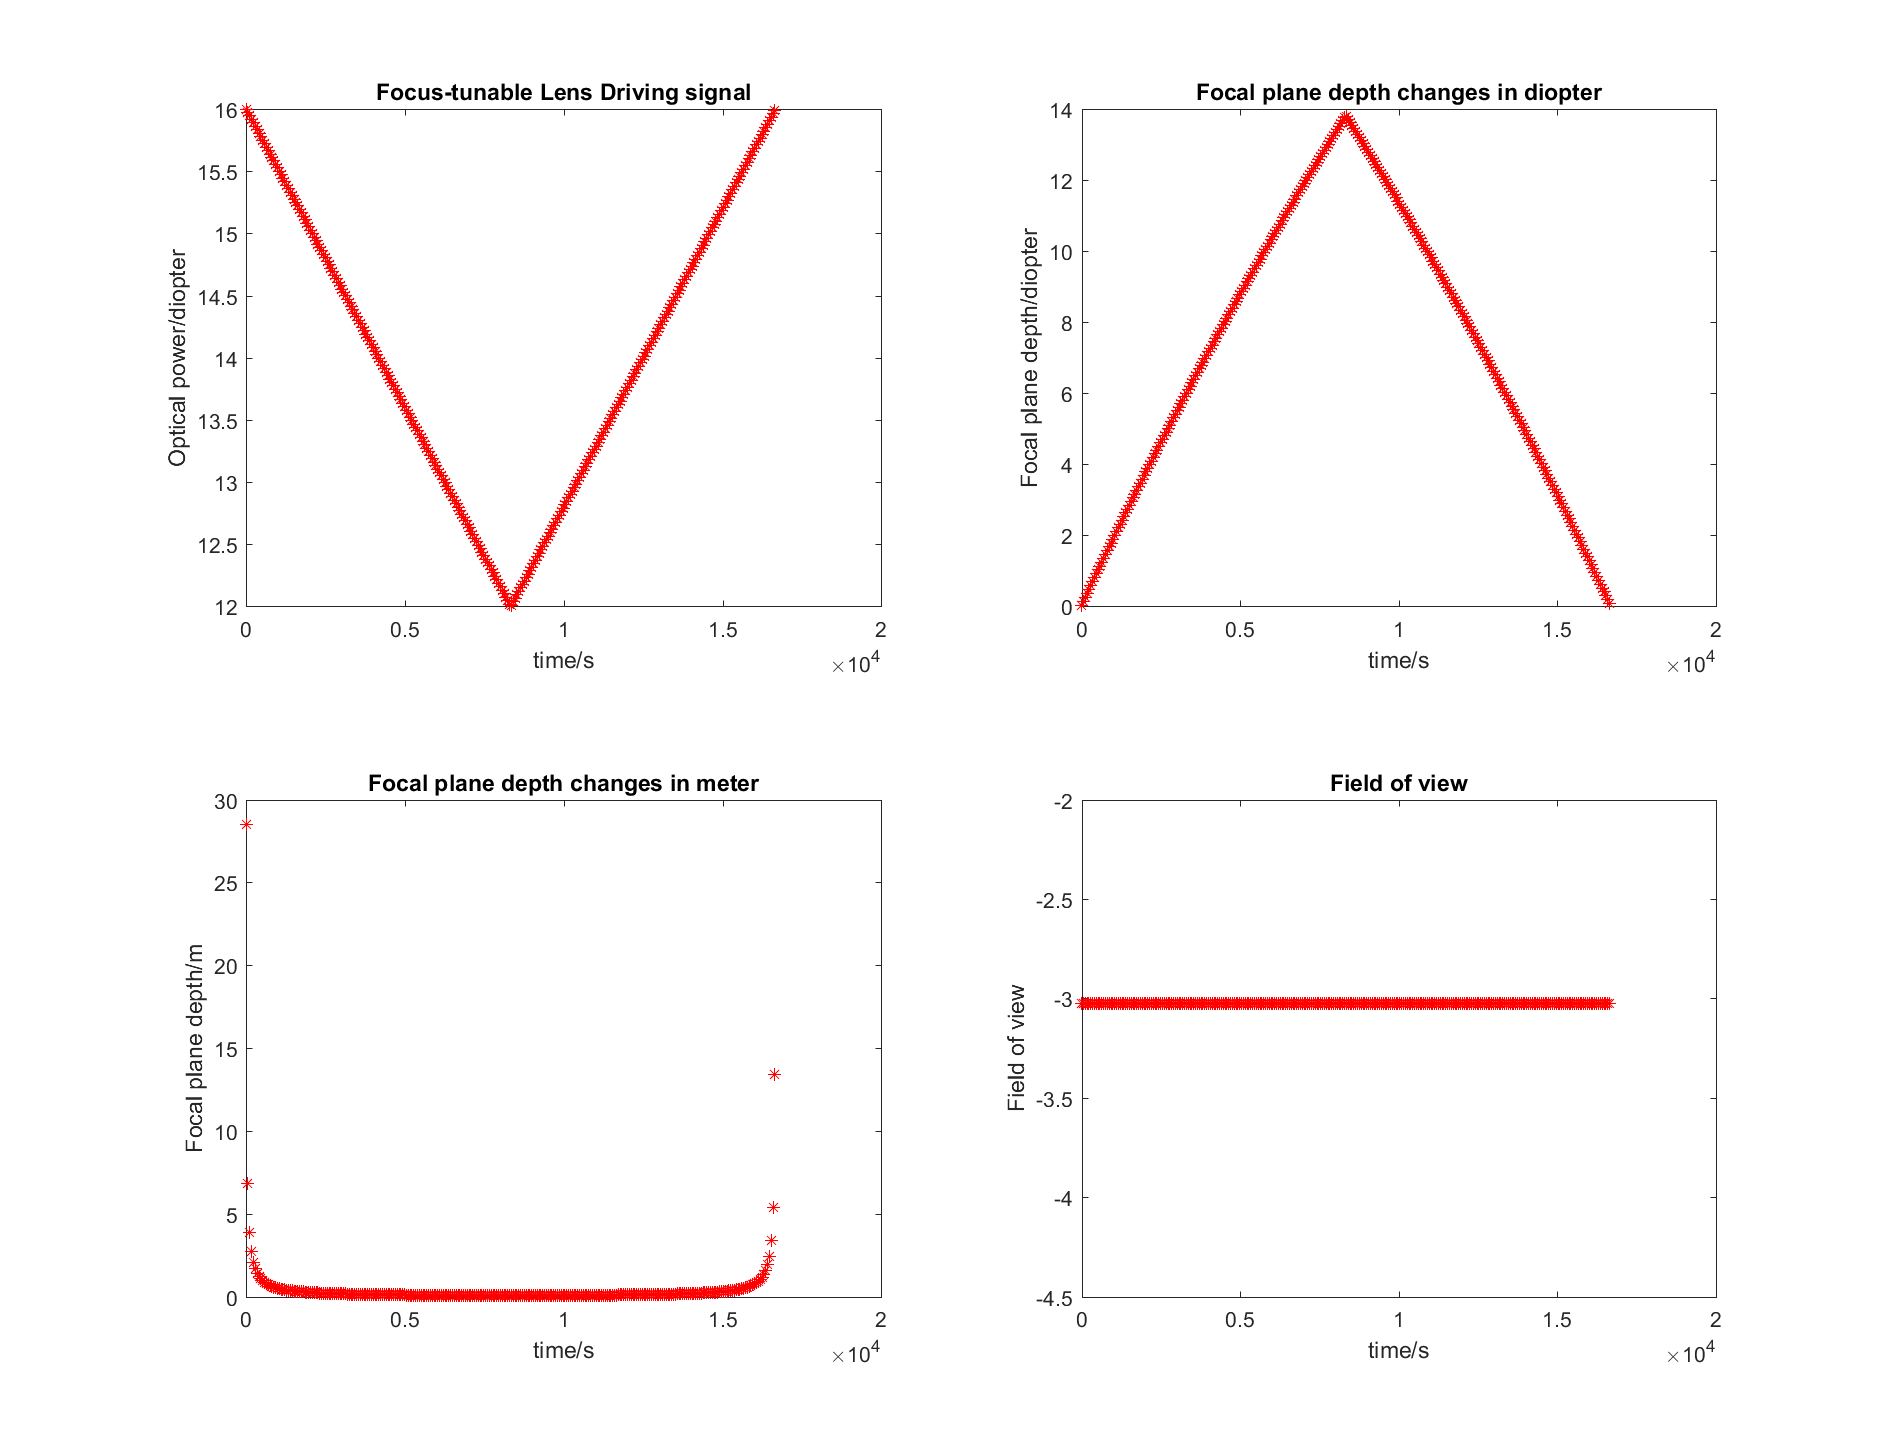 Focus-tunable Lens Driving signal
16
15.5
15
14.5
14
13.5
13
12.5
12
Optical power/diopter
0 0.5 1 1.5 2
time/s
×10^4
Focal plane depth changes in diopter
14
12
10
8
6
4
2
0
Focal plane depth/diopter
0 0.5 1 1.5 2
time/s
×10^4
Focal plane depth changes in meter
30
25
20
15
10
5
0
Focal plane depth/m
0 0.5 1 1.5 2
time/s
×10^4
Field of view
-2
-2.5
-3
-3.5
-4
-4.5
Field of view
0 0.5 1 1.5 2
time/s
×10^4